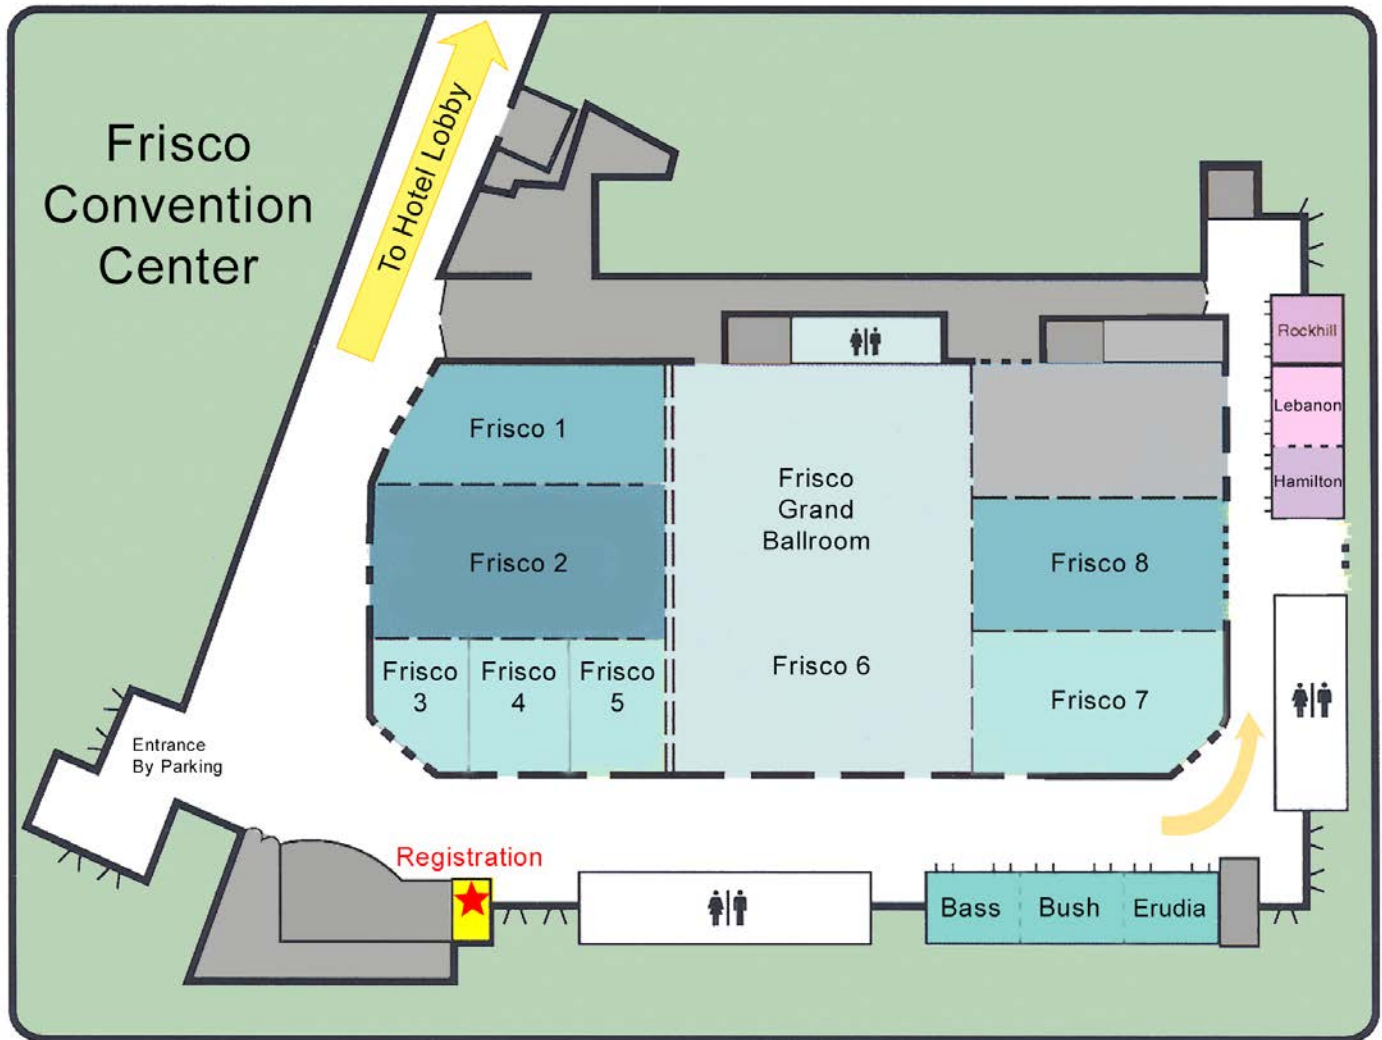 Frisco
Convention
Center
To Hotel Lobby
Rockhill
Lebanon
Hamilton
Frisco 1
Frisco
Grand
Ballroom
Frisco 2
Frisco 8
Frisco
3
Frisco
4
Frisco
5
Frisco 6
Frisco 7
Entrance
By Parking
Registration
Bass
Bush
Erudia